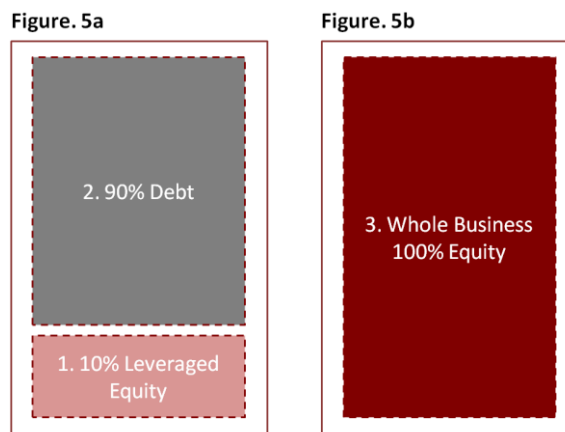 Figure. 5a
2. 90% Debt
1. 10% Leveraged
Equity
Figure. 5b
3. Whole Business
100% Equity